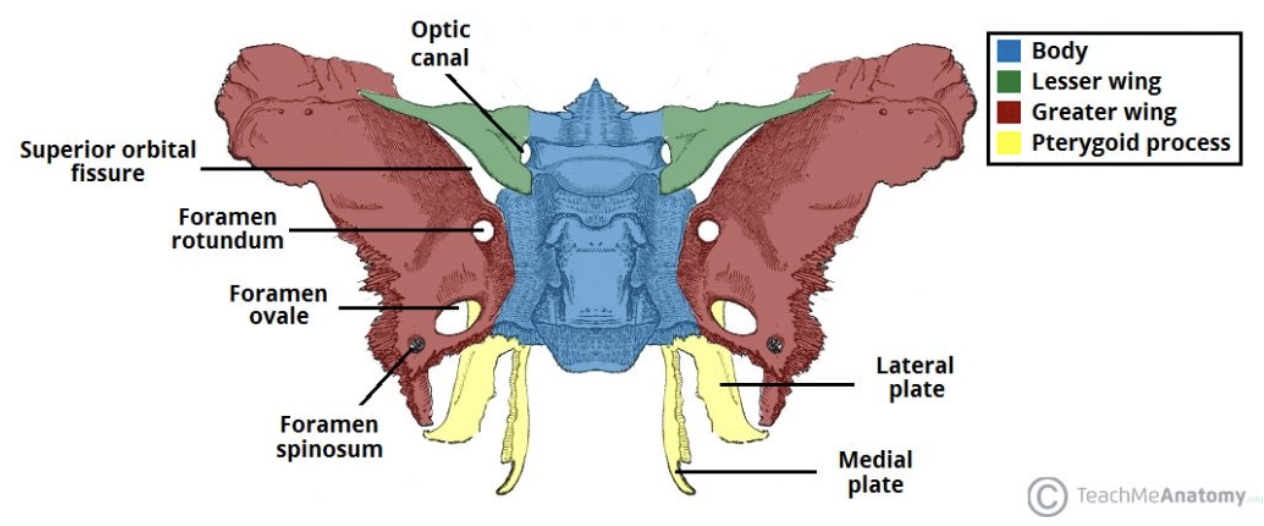 Optic
canal
Body
Lesser wing
Greater wing
Pterygoid process
Superior orbital
fissure
Foramen
rotundum
Foramen
ovale
Foramen
spinosum
Lateral
plate
Medial
plate
© TeachMeAnatomy.info